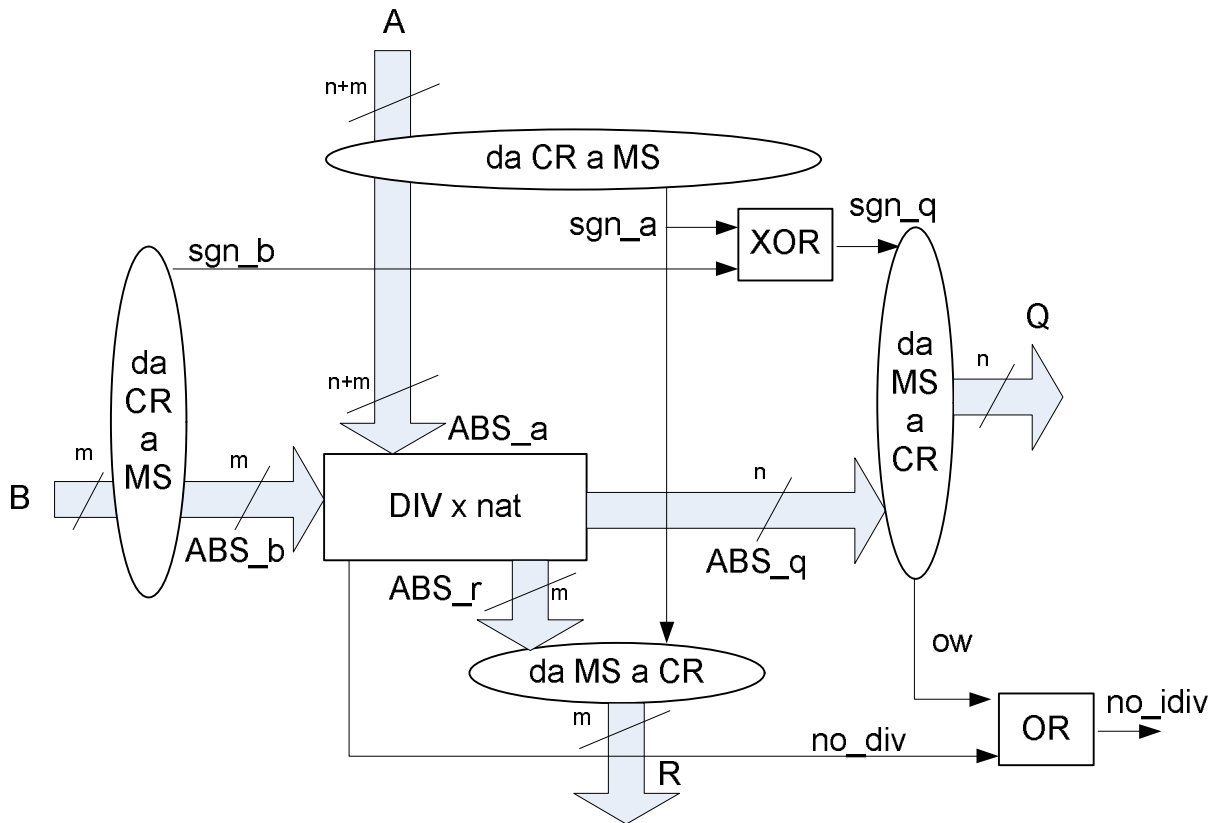 A
n+m
da CR a MS
sgn_a
XOR
sgn_q
sgn_b
da
CR
a
MS
da
MS
a
CR
Q
n
n+m
ABS_a
B
m
m
ABS_b
DIV x nat
n
ABS_q
ABS_r
m
da MS a CR
ow
m
R
no_div
OR
no_idiv